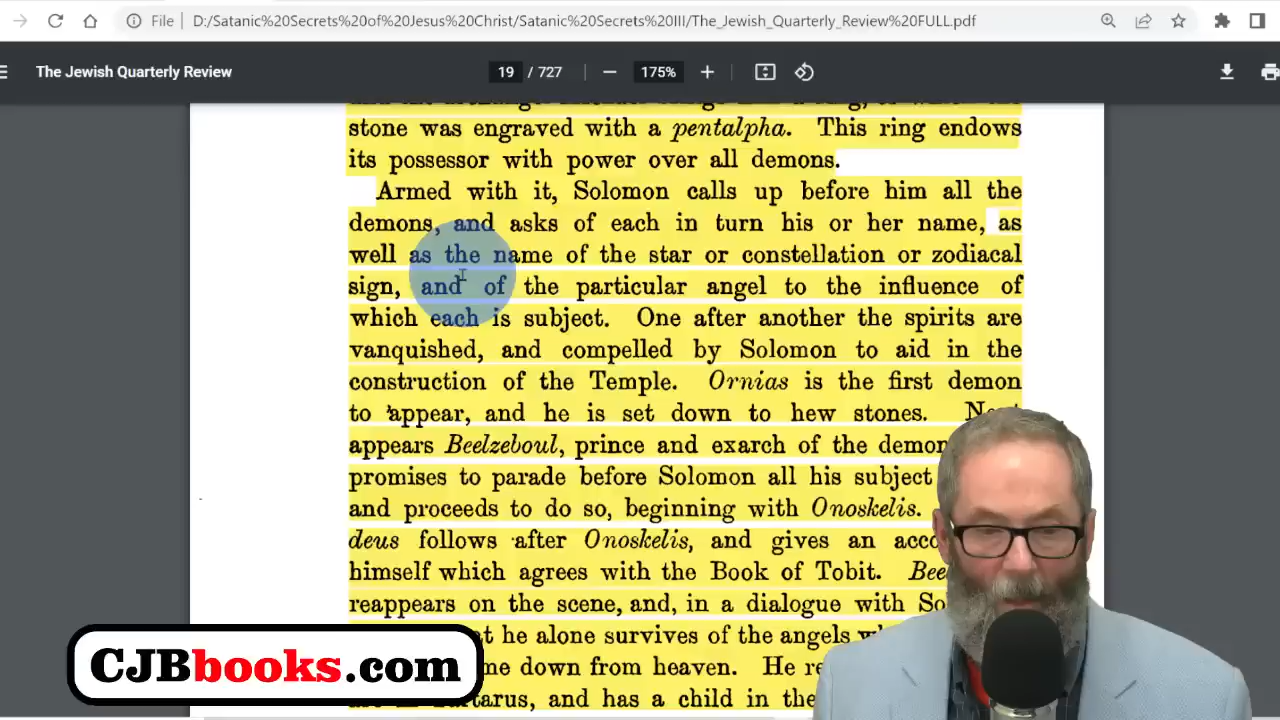 File
D:/Satanic%20Secrets%20of%20Jesus%20Christ/Satanic%20Secrets%20III/The_Jewish_Quarterly_Review%20FULL.pdf
The Jewish Quarterly Review
19 / 727
175%
stone was engraved with a pentalpha. This ring endows
its possessor with power over all demons.
Armed with it, Solomon calls up before him all the
demons, and asks of each in turn his or her name, as
well as the name of the star or constellation or zodiacal
sign, and of the particular angel to the influence of
which each is subject. One after another the spirits are
vanquished, and compelled by Solomon to aid in the
construction of the Temple. Ornias is the first demon
to appear, and he is set down to hew stones.
appears Beelzeboul, prince and exarch of the
promises to parade before Solomon all his subject
and proceeds to do so, beginning with Onoskelis.
deus follows after Onoskelis, and gives an
himself which agrees with the Book of Tobit.
reappears on the scene, and, in a dialogue with
he alone survives of the angels
down from heaven. He
and has a child in the
CJBbooks.com